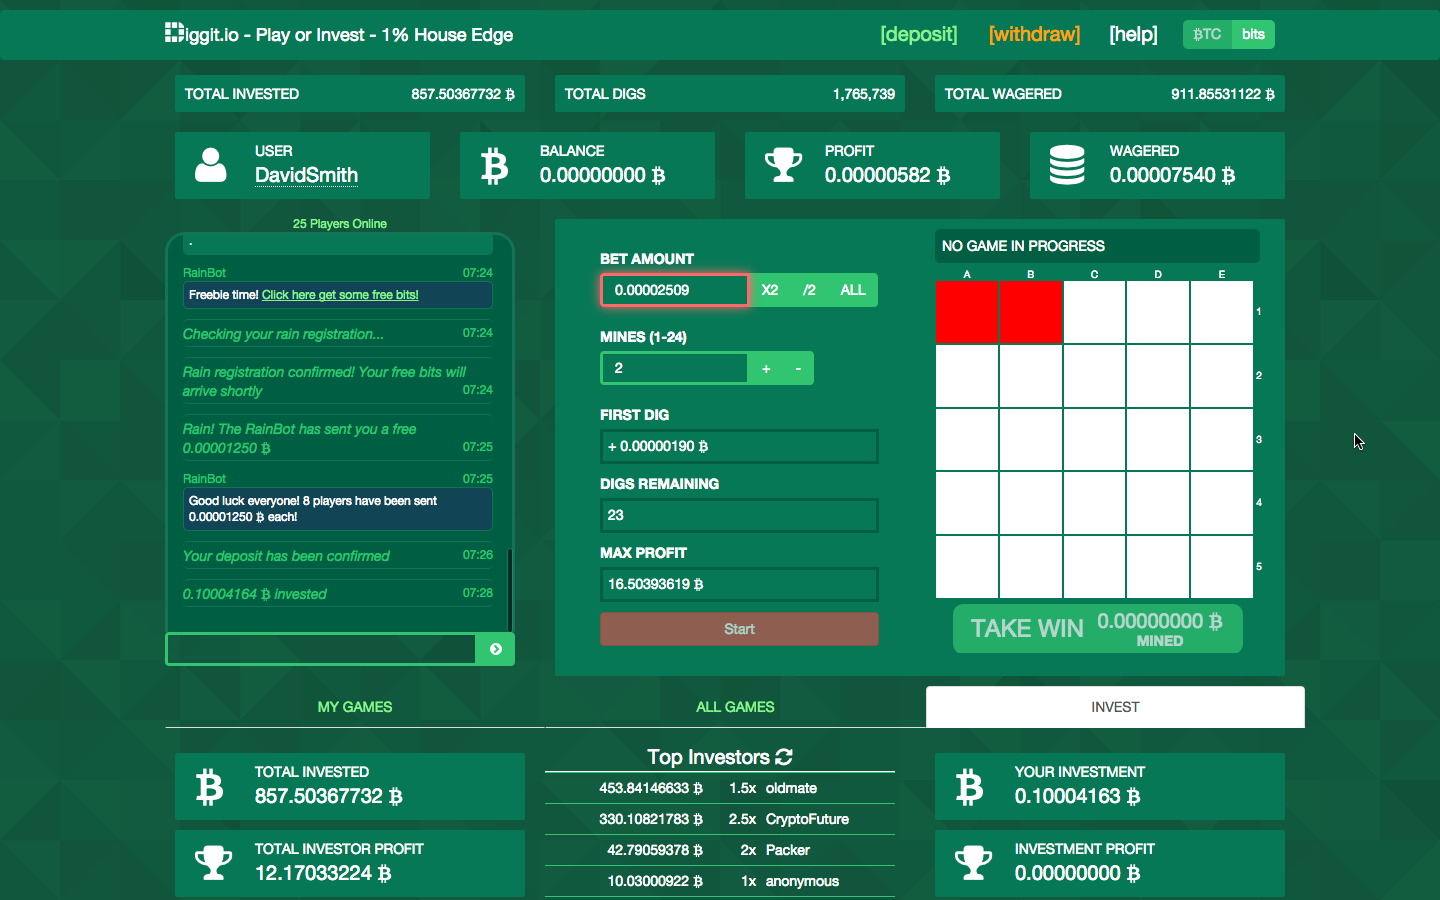 Diggit.io - Play or Invest - 1% House Edge
[deposit]
[withdraw]
[help]
₿TC bits
TOTAL INVESTED 857.50367732 ₿
TOTAL DIGS 1,765,739
TOTAL WAGERED 911.85531122 ₿
USER
DavidSmith
BALANCE
0.00000000 ₿
PROFIT
0.00000582 ₿
WAGERED
0.00007540 ₿
25 Players Online
.
RainBot 07:24
Freebie time! Click here get some free bits!
Checking your rain registration... 07:24
Rain registration confirmed! Your free bits will
arrive shortly 07:24
Rain! The RainBot has sent you a free
0.00001250 ₿ 07:25
RainBot 07:25
Good luck everyone! 8 players have been sent
0.00001250 ₿ each!
Your deposit has been confirmed 07:26
0.10004164 ₿ invested 07:28
BET AMOUNT
0.00002509 X2 /2 ALL
MINES (1-24)
2 + -
FIRST DIG
+ 0.00000190 ₿
DIGS REMAINING
23
MAX PROFIT
16.50393619 ₿
Start
NO GAME IN PROGRESS
A B C D E
1
2
3
4
5
TAKE WIN 0.00000000 ₿
MINED
MY GAMES
ALL GAMES
INVEST
TOTAL INVESTED
857.50367732 ₿
TOTAL INVESTOR PROFIT
12.17033224 ₿
Top Investors
453.84146633 ₿ 1.5x oldmate
330.10821783 ₿ 2.5x CryptoFuture
42.79059378 ₿ 2x Packer
10.03000922 ₿ 1x anonymous
YOUR INVESTMENT
0.10004163 ₿
INVESTMENT PROFIT
0.00000000 ₿